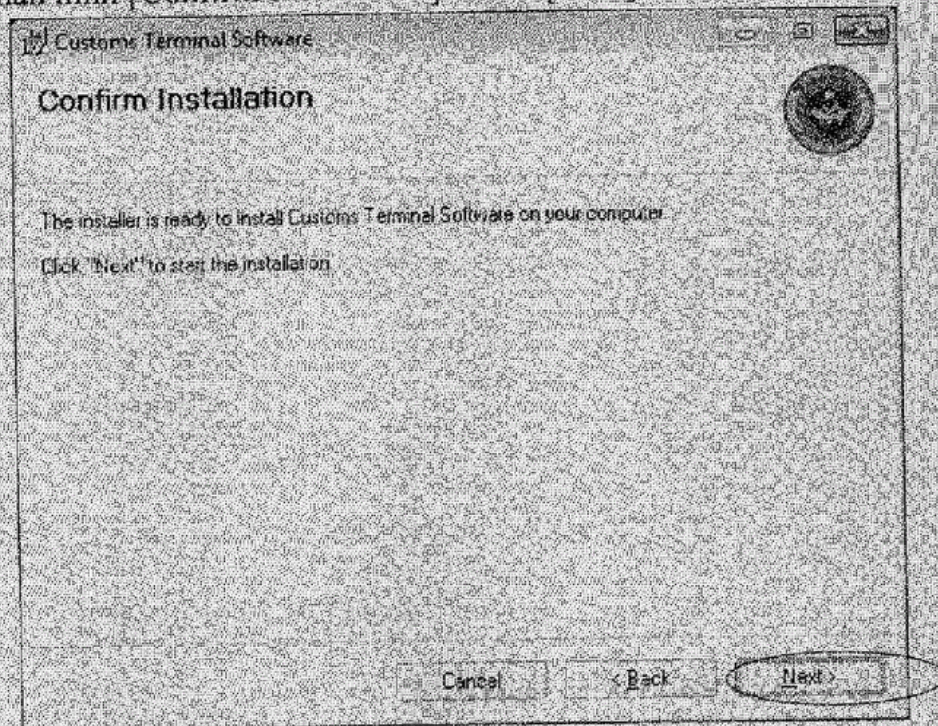 Customs Terminal Software
Confirm Installation
The installer is ready to install Customs Terminal Software on your computer.
Click "Next" to start the installation
Cancel
< Back
Next >